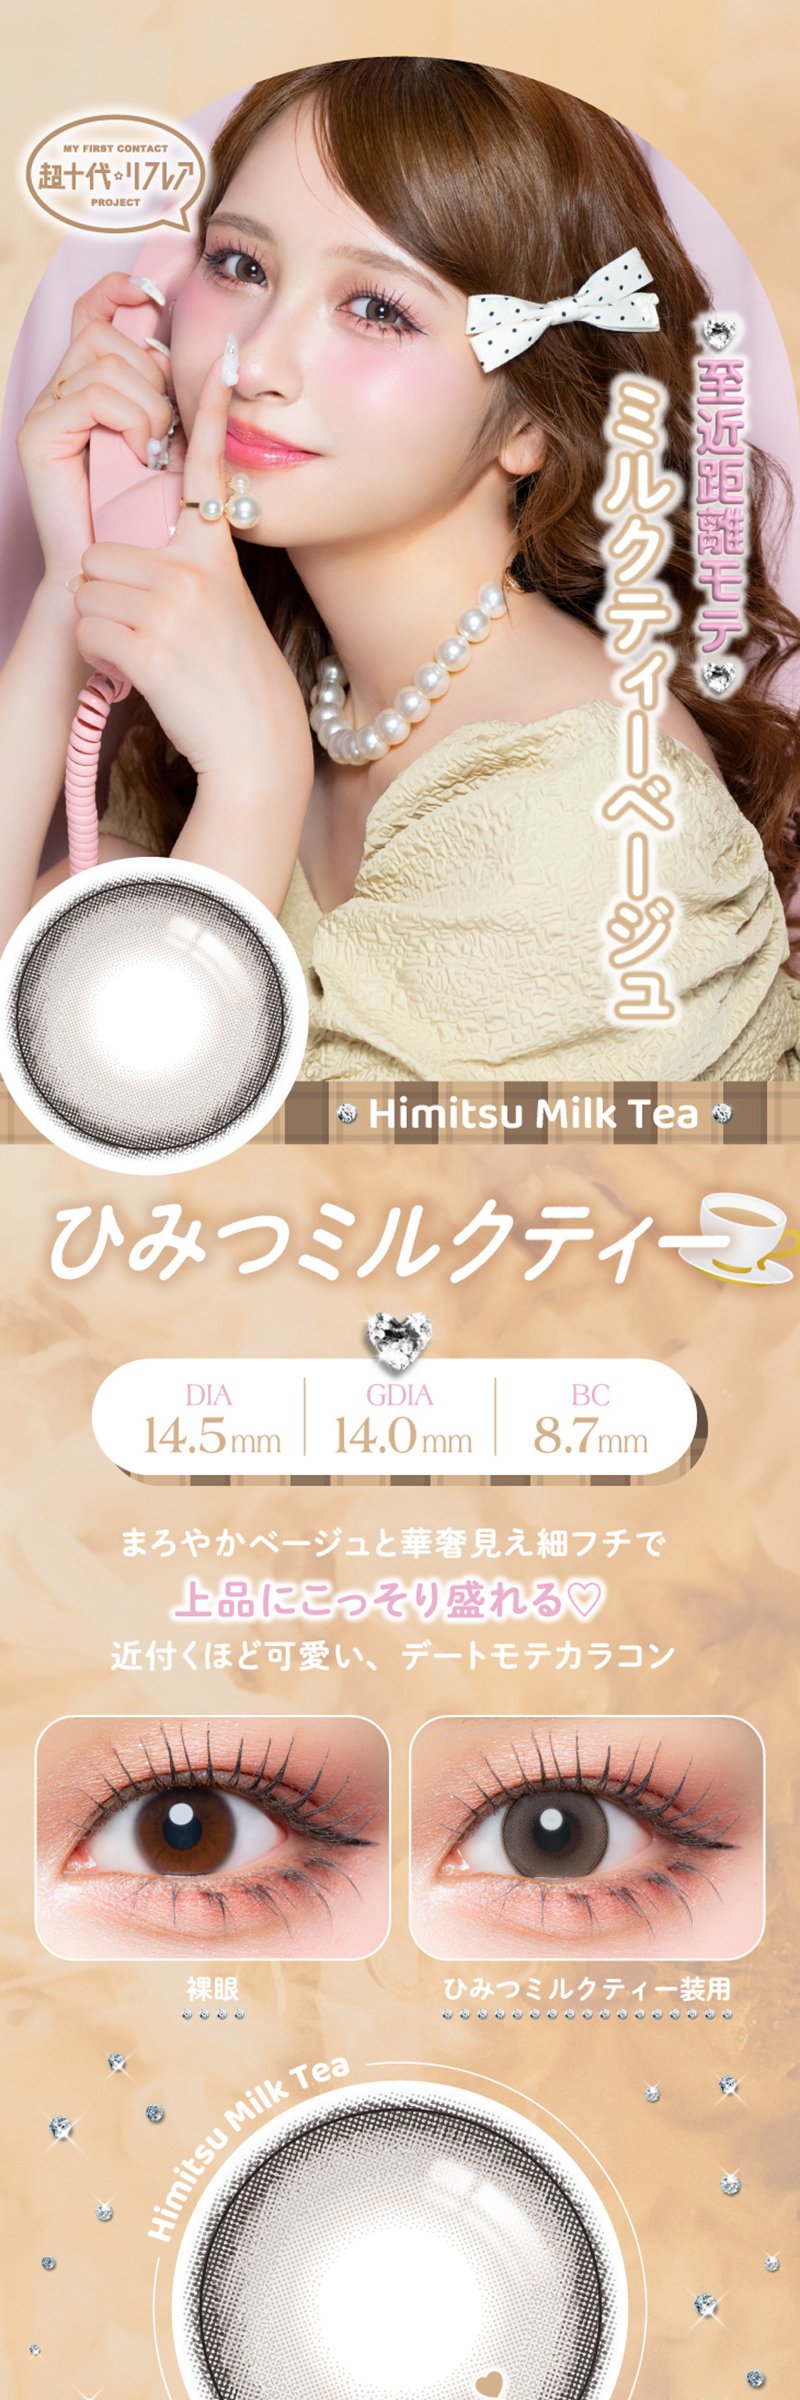 MY FIRST CONTACT
超十代☆リフレア
PROJECT
至近距離モテ
ミルクティーベージュ
Himitsu Milk Tea
ひみつミルクティー
DIA
14.5mm
GDIA
14.0mm
BC
8.7mm
まろやかベージュと華奢見え細フチで
上品にこっそり盛れる♡
近付くほど可愛い、デートモテカラコン
裸眼
ひみつミルクティー装用
Himitsu Milk Tea